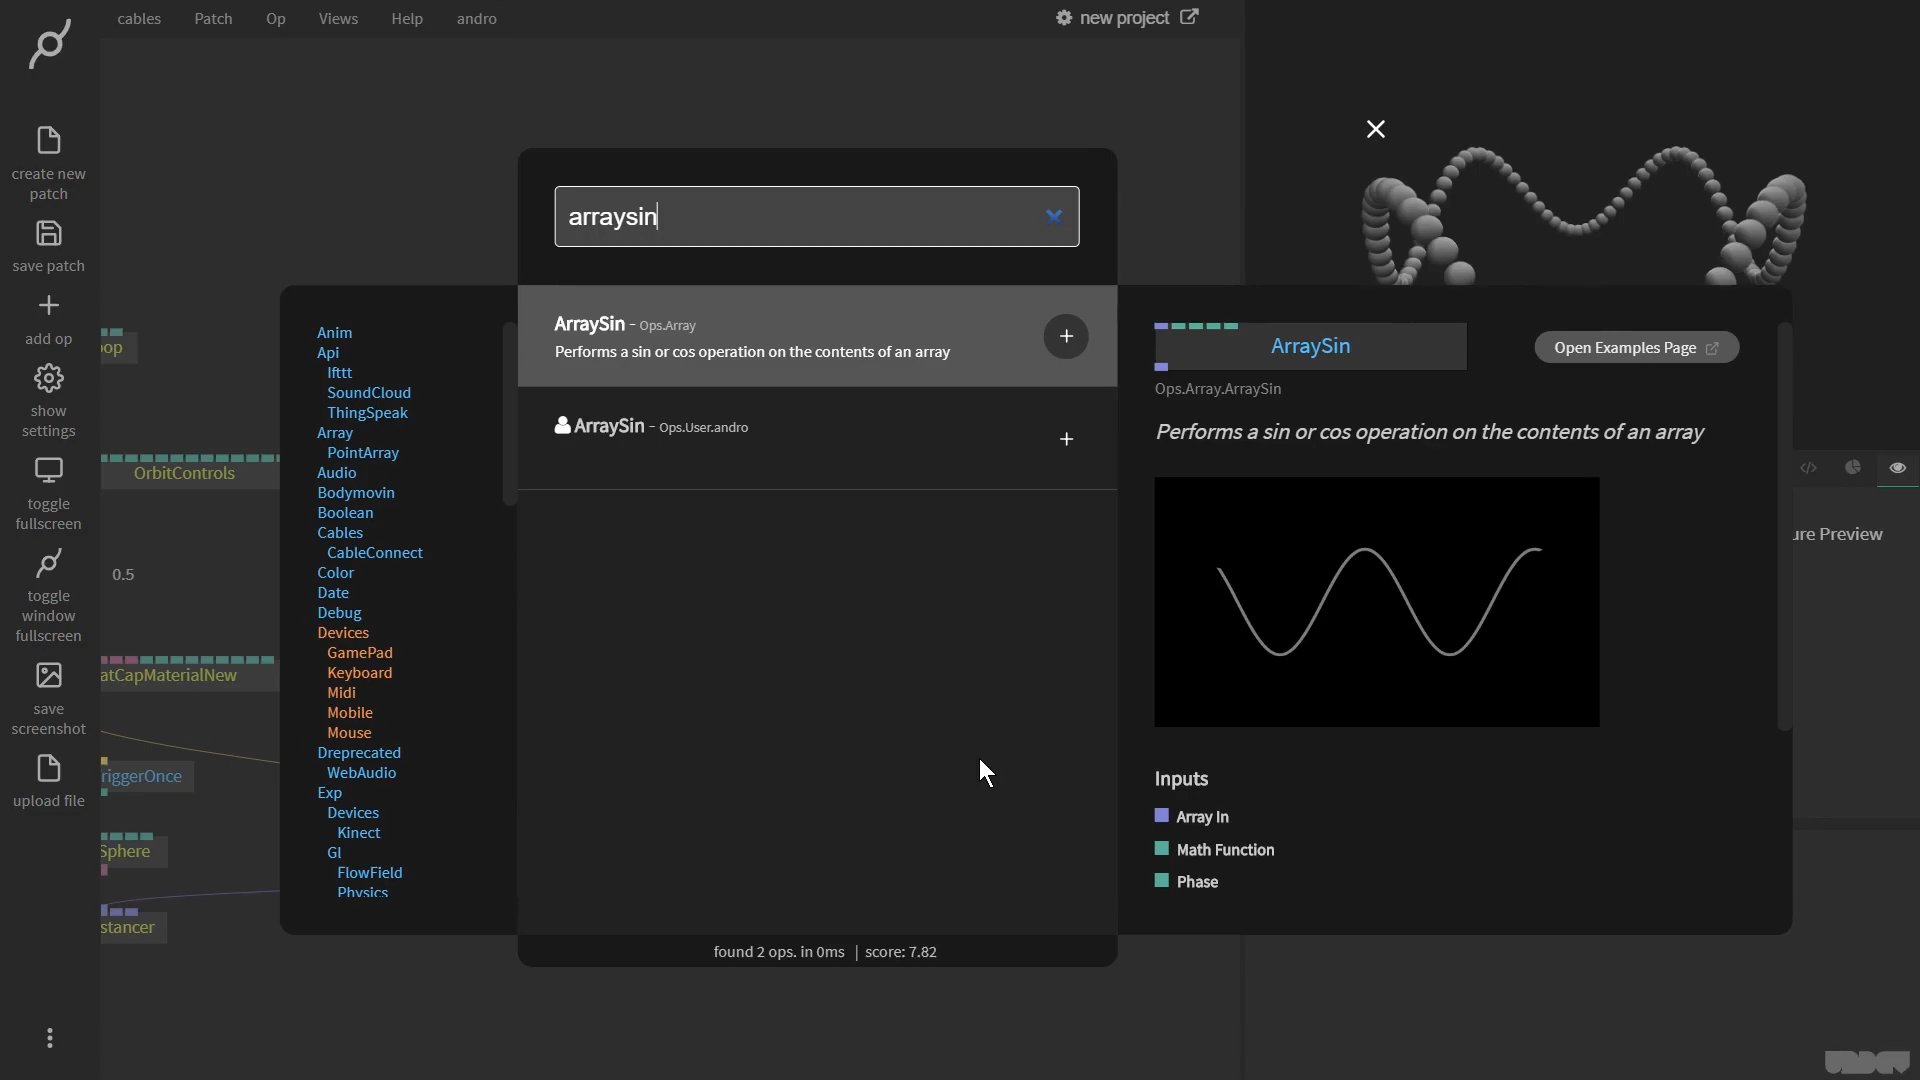 cables Patch Op Views Help andro
new project
create new
patch
save patch
add op
show
settings
toggle
fullscreen
toggle
window
fullscreen
save
screenshot
upload file
oop
OrbitControls
0.5
atCapMaterialNew
riggerOnce
Sphere
stancer
arraysin
Anim
Api
Ifttt
SoundCloud
ThingSpeak
Array
PointArray
Audio
Bodymovin
Boolean
Cables
CableConnect
Color
Date
Debug
Devices
GamePad
Keyboard
Midi
Mobile
Mouse
Dreprecated
WebAudio
Exp
Devices
Kinect
Gl
FlowField
Physics
ArraySin - Ops.Array
Performs a sin or cos operation on the contents of an array
+
ArraySin - Ops.User.andro
+
found 2 ops. in 0ms | score: 7.82
ArraySin
Open Examples Page
Ops.Array.ArraySin
Performs a sin or cos operation on the contents of an array
Inputs
Array In
Math Function
Phase
ure Preview